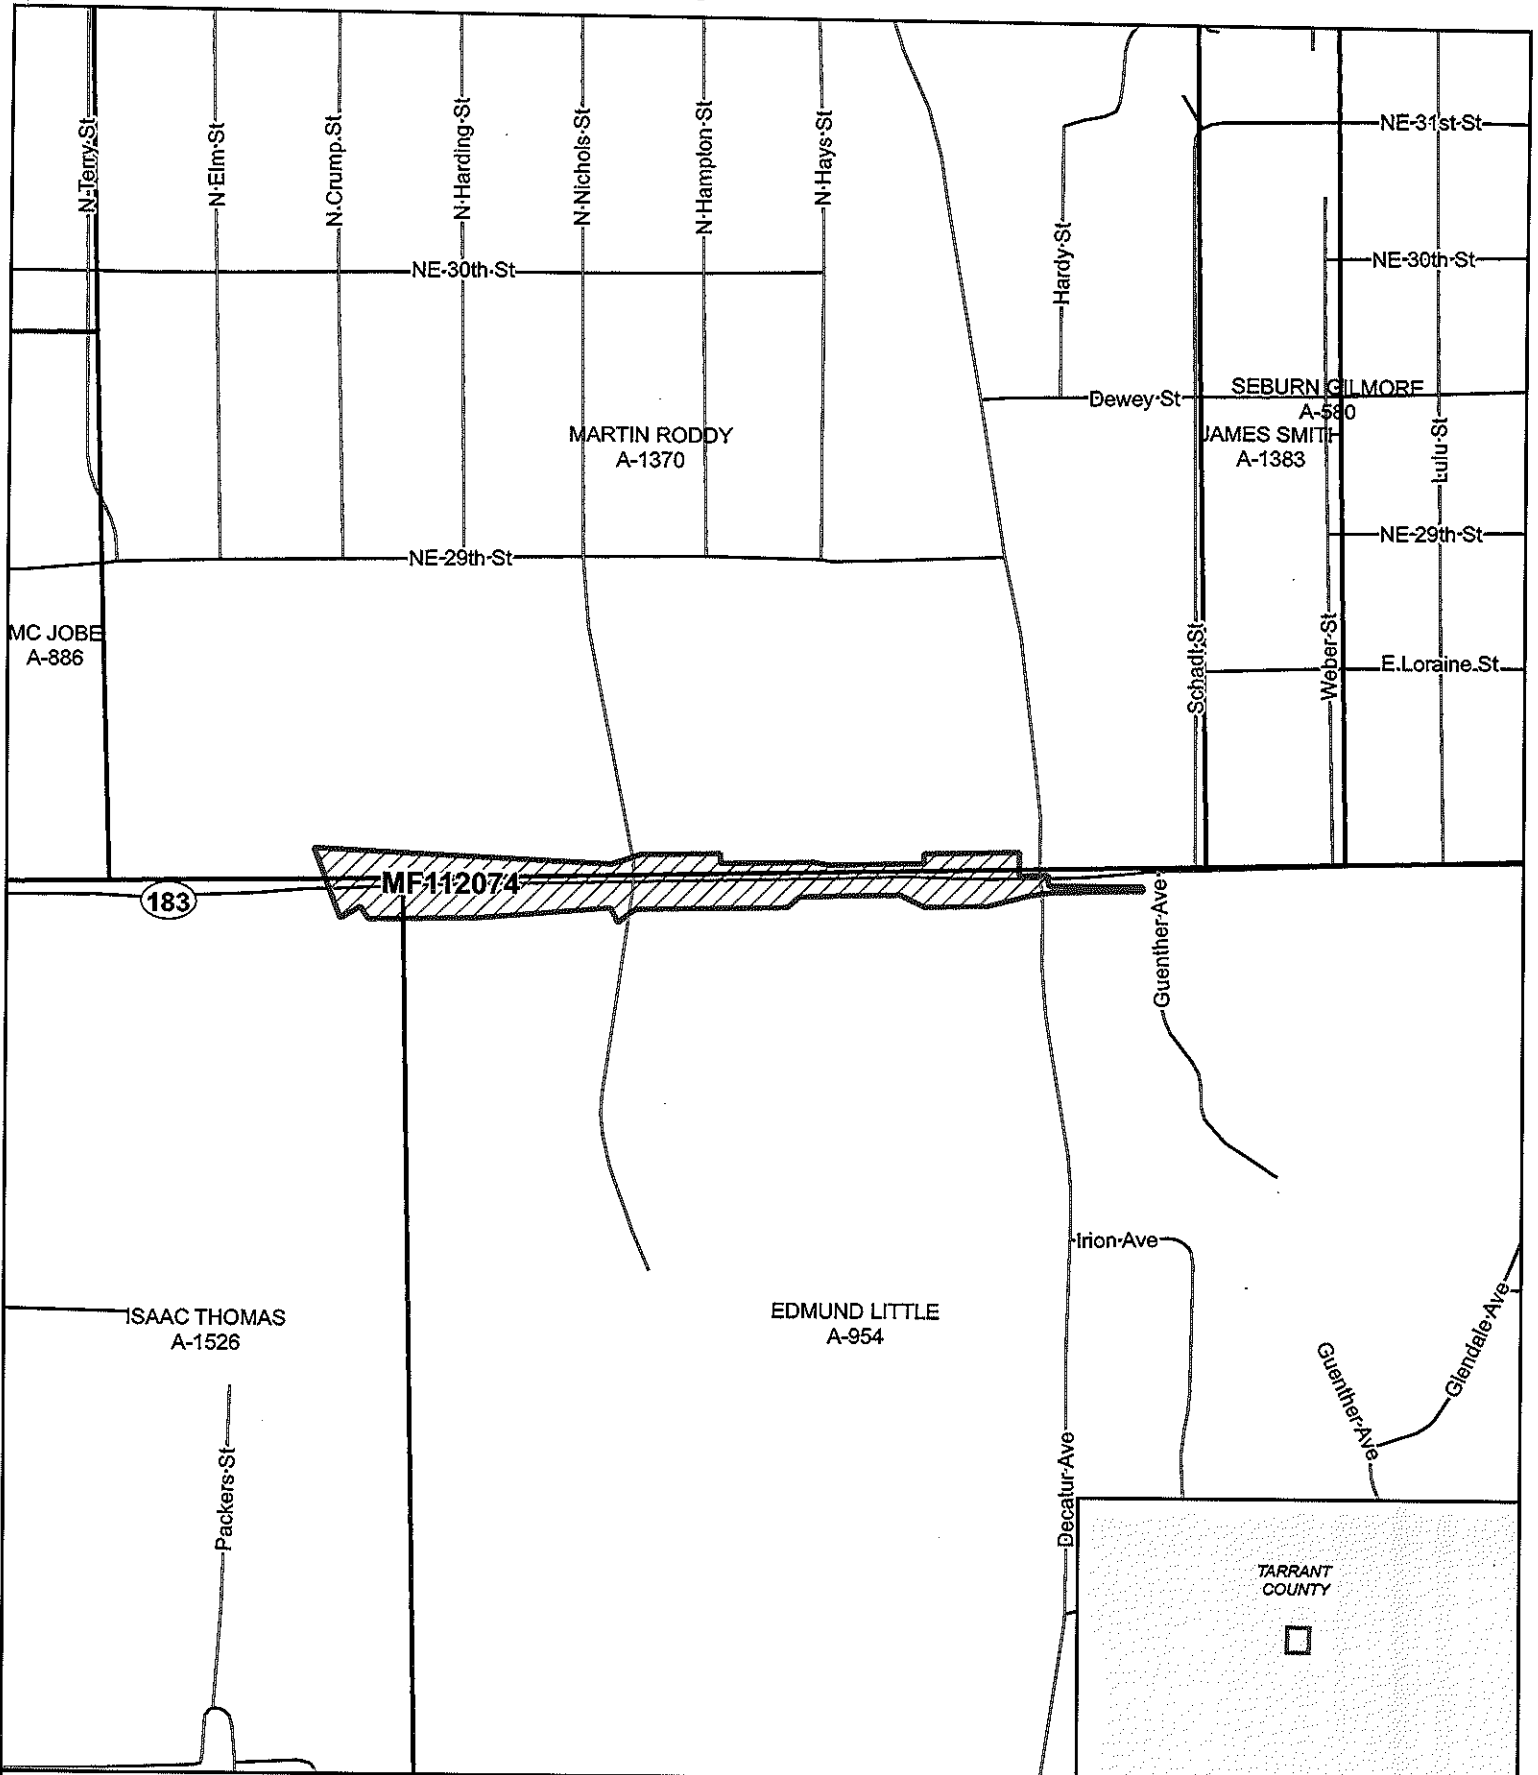 N Terry St
N Elm St
N Crump St
N Harding St
N Nichols St
N Hampton St
N Hays St
NE 31st St
Hardy St
NE 30th St
NE 30th St
Dewey St
SEBURN GILMORE
A-580
JAMES SMITH
A-1383
Lulu St
MARTIN RODDY
A-1370
NE 29th St
NE 29th St
MC JOBE
A-886
Schadt St
Weber St
E Loraine St
MF112074
183
Guenther Ave
Irion Ave
ISAAC THOMAS
A-1526
EDMUND LITTLE
A-954
Glendale Ave
Guenther Ave
Packers St
Decatur Ave
TARRANT
COUNTY